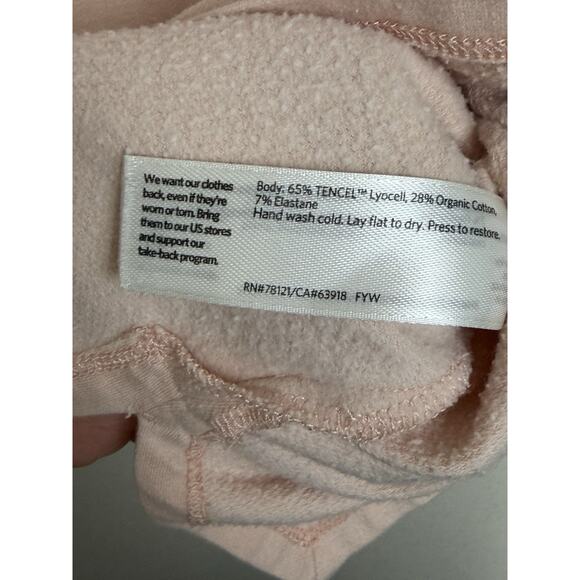 We want our clothes
back, even if they're
worn or torn. Bring
them to our US stores
and support our
take-back program.
Body: 65% TENCEL™ Lyocell, 28% Organic Cotton,
7% Elastane
Hand wash cold. Lay flat to dry. Press to restore.
RN#78121/CA#63918 FYW